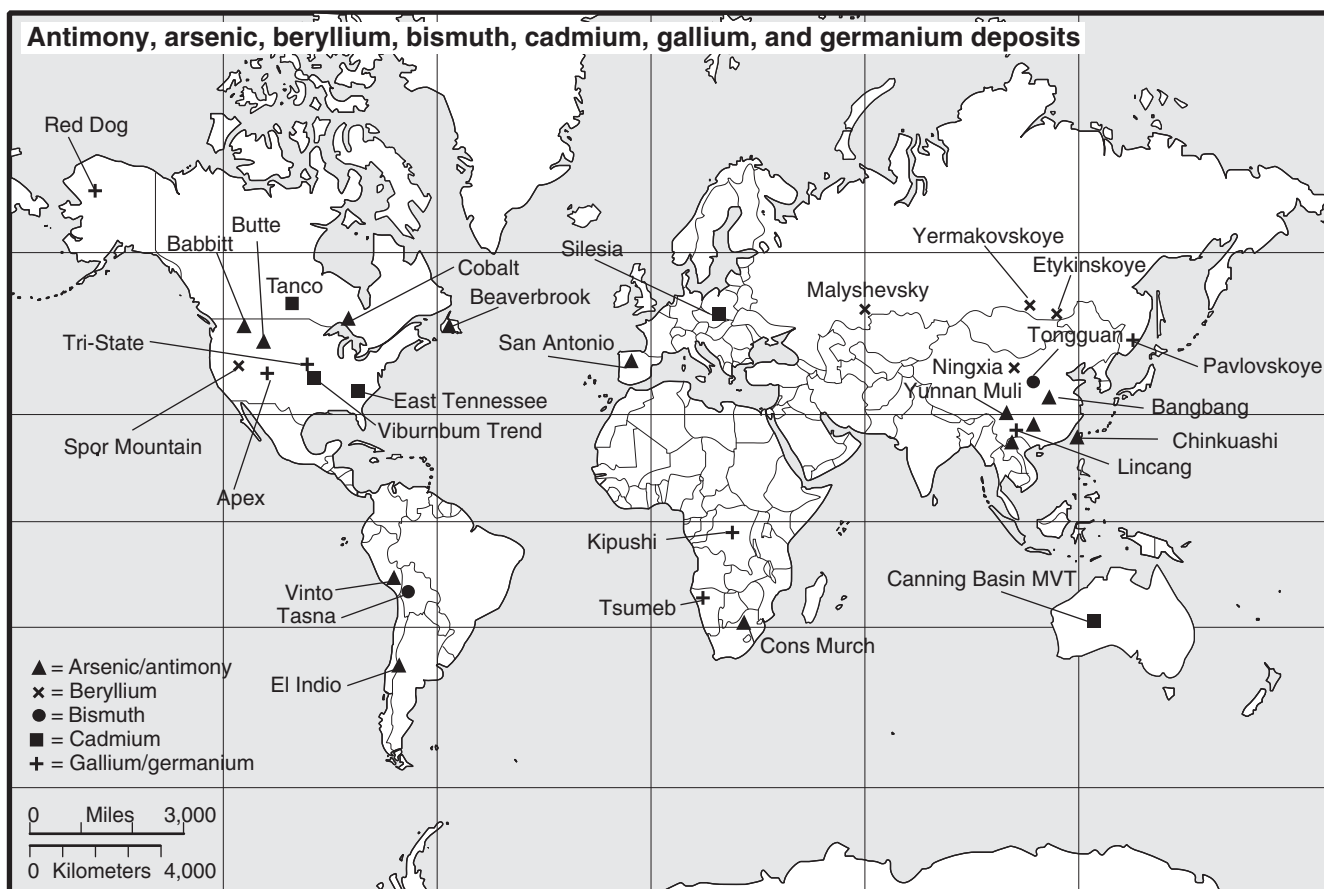 Antimony, arsenic, beryllium, bismuth, cadmium, gallium, and germanium deposits
Red Dog
Butte
Babbitt
Tanco
Cobalt
Beaverbrook
Silesia
Yermakovskoye
Etykinskoye
Malyshevsky
Tri-State
San Antonio
Tongguan
Ningxia
Pavlovskoye
Yunnan Muli
East Tennessee
Bangbang
Viburnbum Trend
Chinkuashi
Spor Mountain
Lincang
Apex
Kipushi
Canning Basin MVT
Vinto
Tasna
Tsumeb
Cons Murch
El Indio
= Arsenic/antimony
= Beryllium
= Bismuth
= Cadmium
= Gallium/germanium
0 Miles 3,000
0 Kilometers 4,000